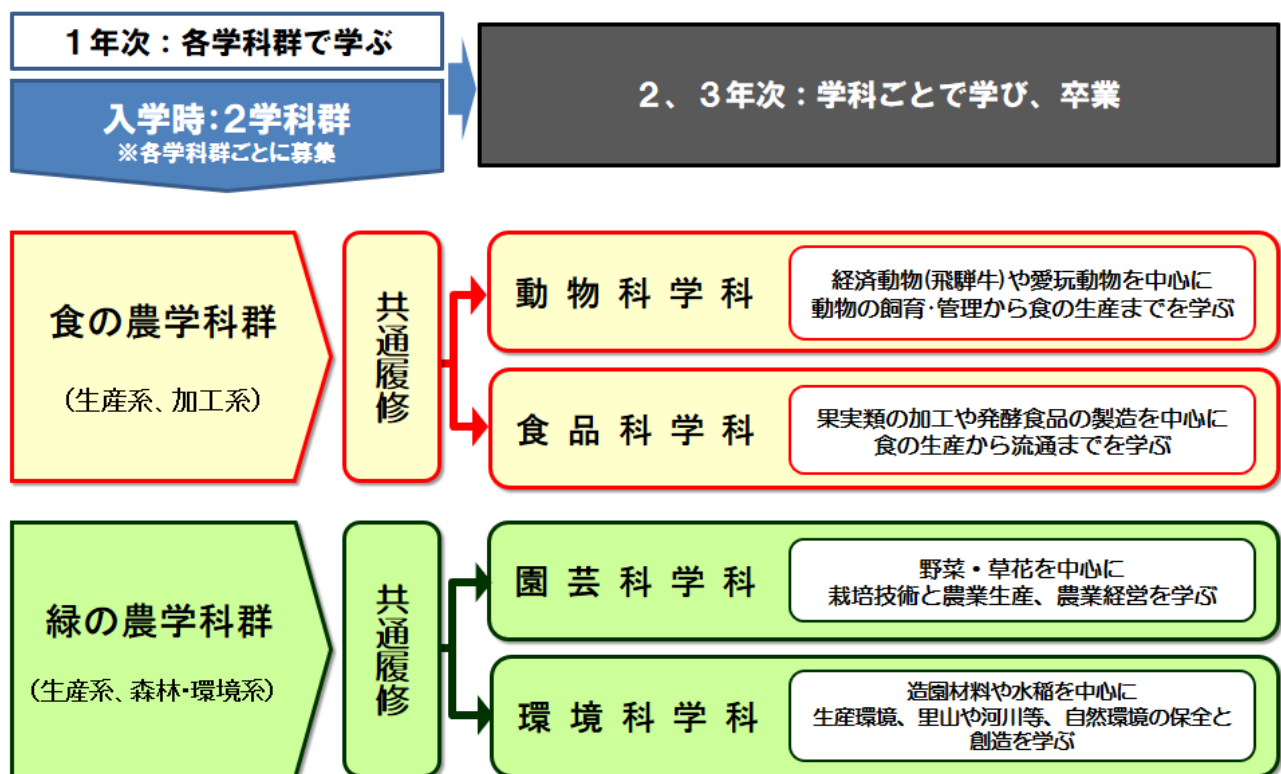 1年次：各学科群で学ぶ
入学時：2学科群
※各学科群ごとに募集
2、3年次：学科ごとで学び、卒業
食の農学科群
（生産系、加工系）
共通履修
動物科学科
経済動物(飛騨牛)や愛玩動物を中心に
動物の飼育・管理から食の生産までを学ぶ
食品科学科
果実類の加工や発酵食品の製造を中心に
食の生産から流通までを学ぶ
緑の農学科群
（生産系、森林・環境系）
共通履修
園芸科学科
野菜・草花を中心に
栽培技術と農業生産、農業経営を学ぶ
環境科学科
造園材料や水稲を中心に
生産環境、里山や河川等、自然環境の保全と
創造を学ぶ